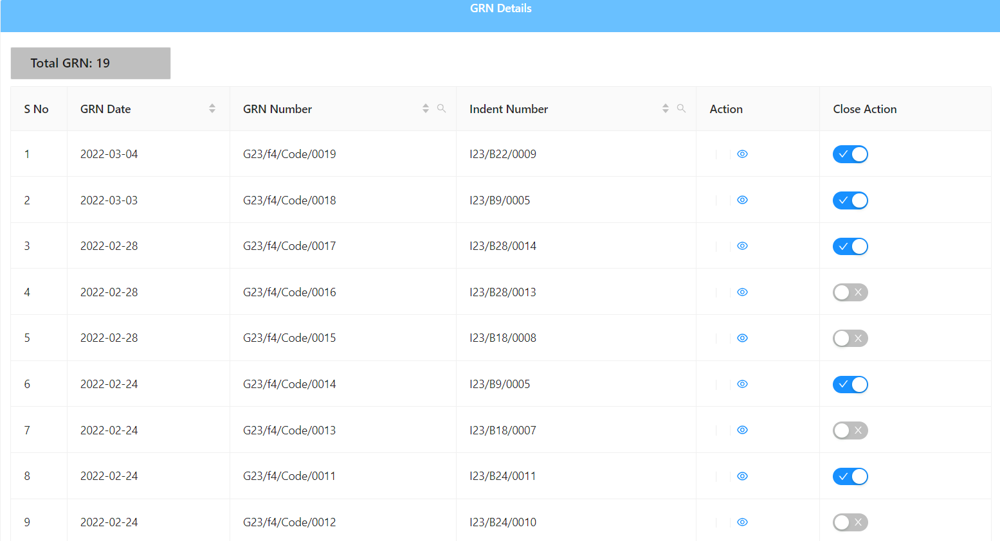 GRN Details
Total GRN: 19
S No GRN Date GRN Number Indent Number Action Close Action
1 2022-03-04 G23/f4/Code/0019 I23/B22/0009
2 2022-03-03 G23/f4/Code/0018 I23/B9/0005
3 2022-02-28 G23/f4/Code/0017 I23/B28/0014
4 2022-02-28 G23/f4/Code/0016 I23/B28/0013
5 2022-02-28 G23/f4/Code/0015 I23/B18/0008
6 2022-02-24 G23/f4/Code/0014 I23/B9/0005
7 2022-02-24 G23/f4/Code/0013 I23/B18/0007
8 2022-02-24 G23/f4/Code/0011 I23/B24/0011
9 2022-02-24 G23/f4/Code/0012 I23/B24/0010